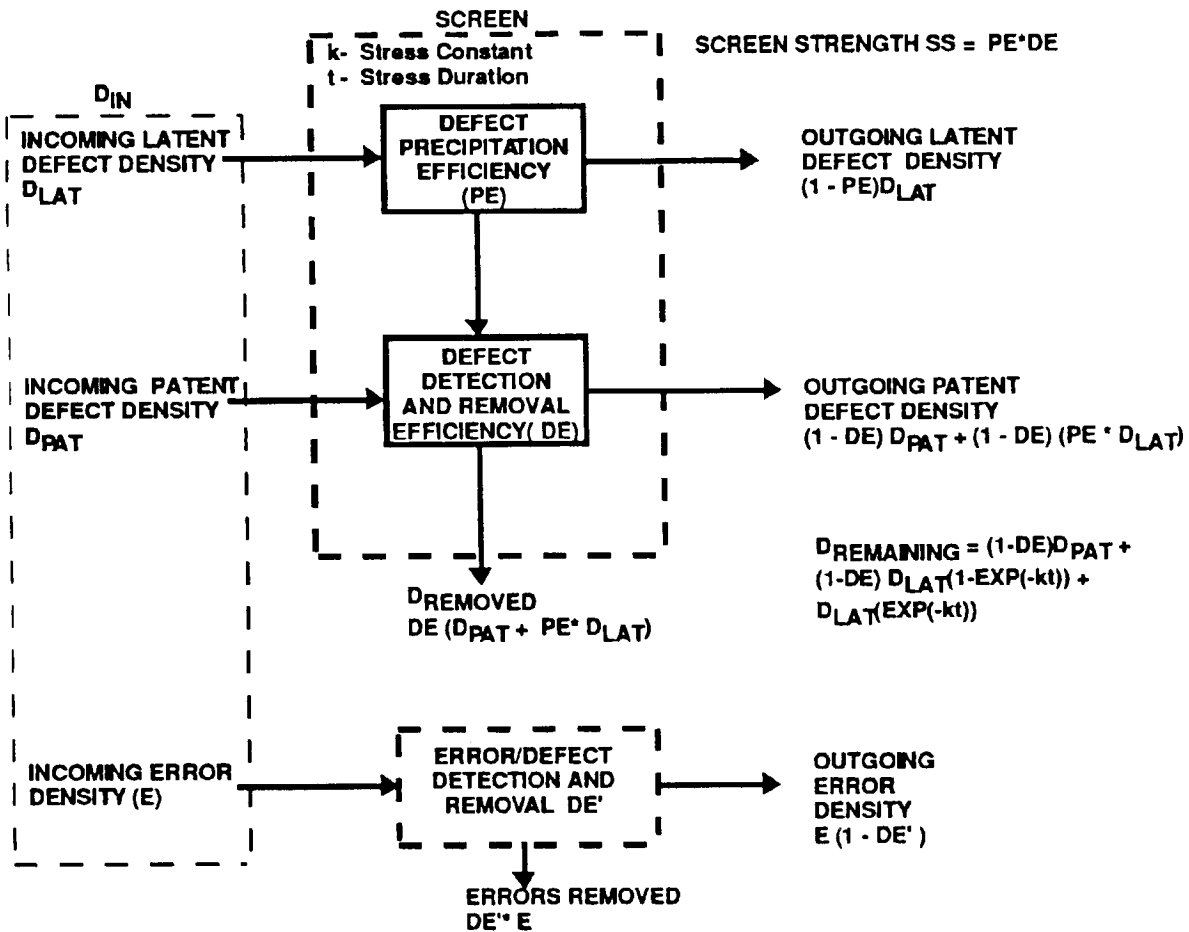 SCREEN
k- Stress Constant
t - Stress Duration
SCREEN STRENGTH SS = PE*DE
DIN
INCOMING LATENT
DEFECT DENSITY
DLAT
DEFECT
PRECIPITATION
EFFICIENCY
(PE)
OUTGOING LATENT
DEFECT DENSITY
(1 - PE)DLAT
INCOMING PATENT
DEFECT DENSITY
DPAT
DEFECT
DETECTION
AND REMOVAL
EFFICIENCY( DE)
OUTGOING PATENT
DEFECT DENSITY
(1 - DE) DPAT + (1 - DE) (PE * DLAT)
DREMAINING = (1-DE)DPAT +
(1-DE) DLAT(1-EXP(-kt)) +
DLAT(EXP(-kt))
DREMOVED
DE (DPAT + PE* DLAT)
INCOMING ERROR
DENSITY (E)
ERROR/DEFECT
DETECTION AND
REMOVAL DE'
OUTGOING
ERROR
DENSITY
E (1 - DE' )
ERRORS REMOVED
DE'* E